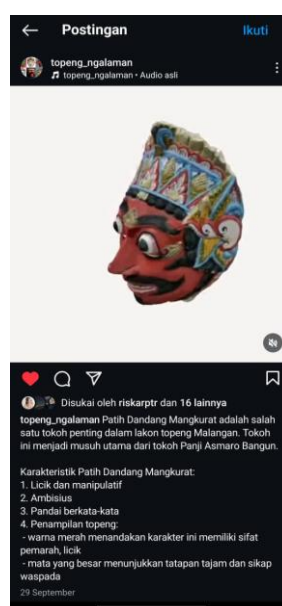 Postingan
Ikuti
topeng_ngalaman
topeng_ngalaman • Audio asli
Disukai oleh riskarptr dan 16 lainnya
topeng_ngalaman Patih Dandang Mangkurat adalah salah
satu tokoh penting dalam lakon topeng Malangan. Tokoh
ini menjadi musuh utama dari tokoh Panji Asmaro Bangun.
Karakteristik Patih Dandang Mangkurat:
1. Licik dan manipulatif
2. Ambisius
3. Pandai berkata-kata
4. Penampilan topeng:
- warna merah menandakan karakter ini memiliki sifat
pemarah, licik
- mata yang besar menunjukkan tatapan tajam dan sikap
waspada
29 September